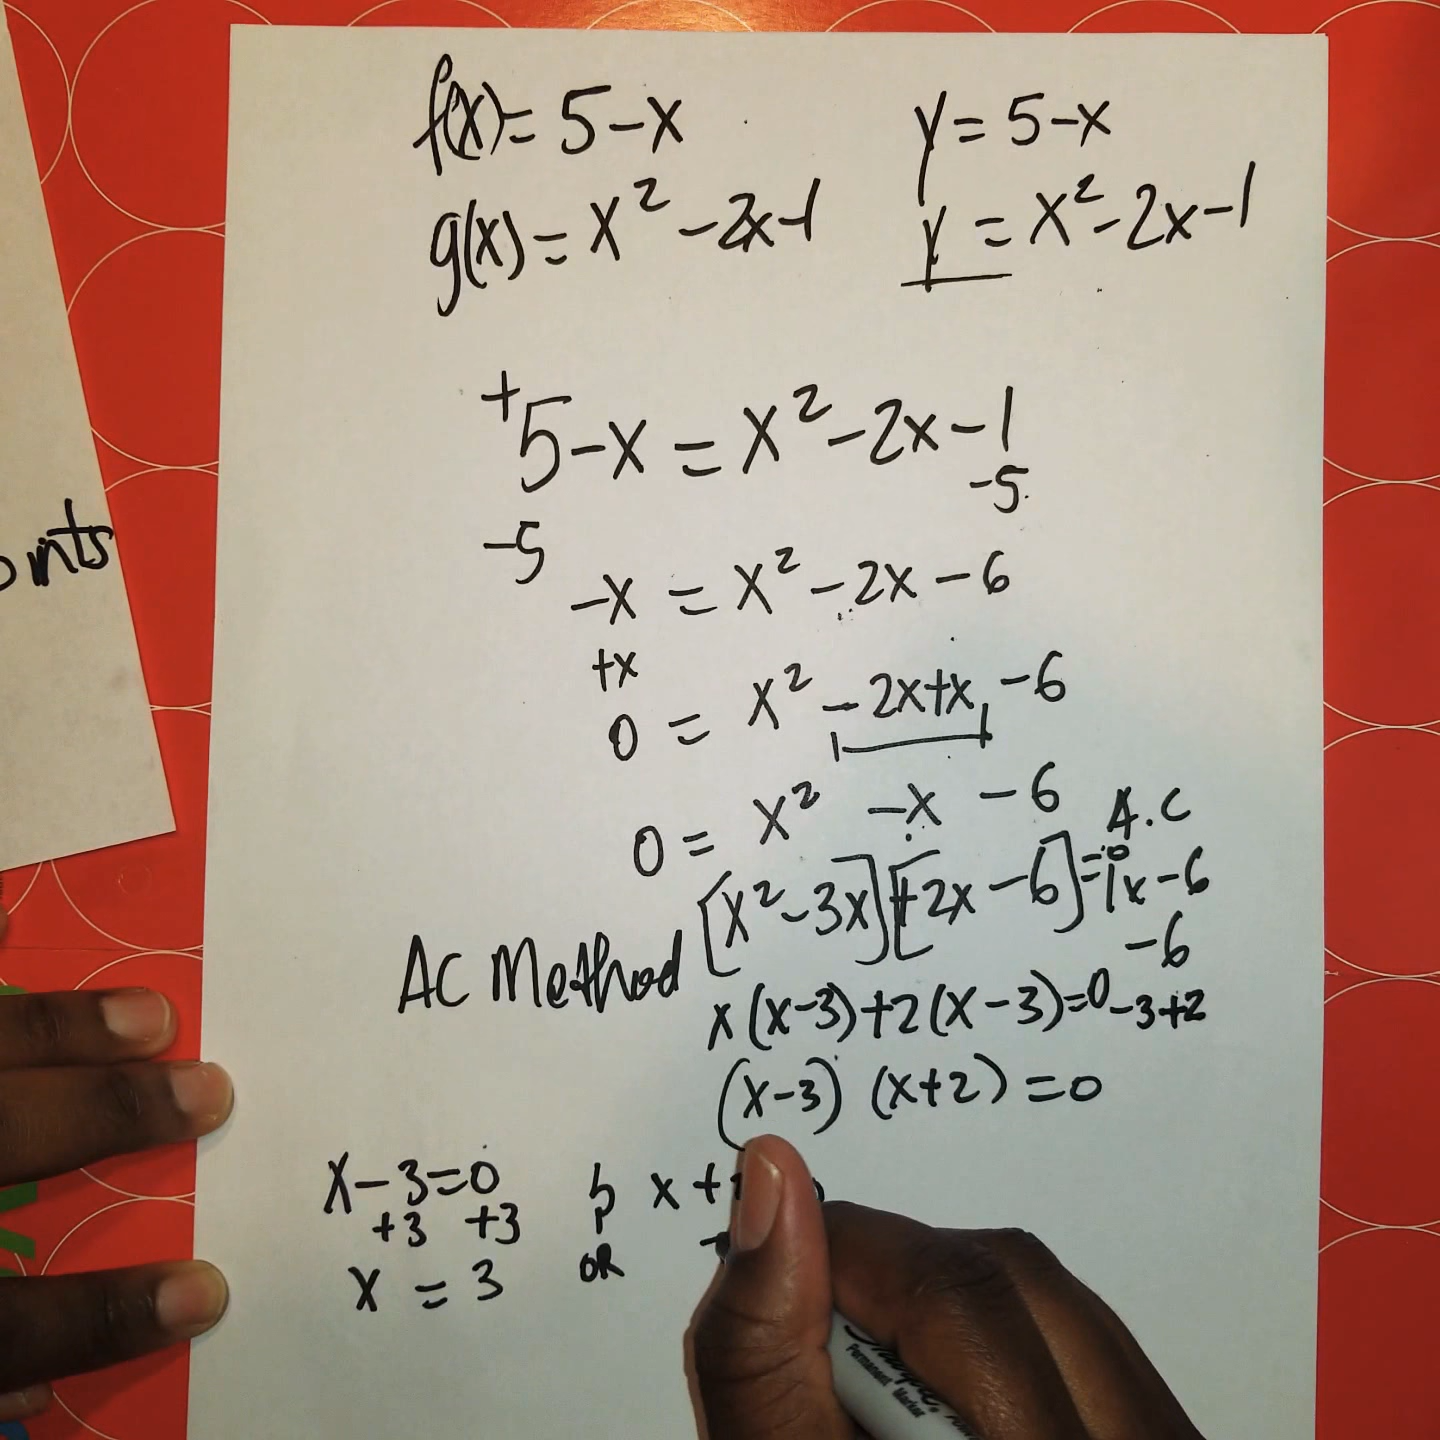 f(x) = 5-x
g(x) = x² -2x-1
y = 5-x
y = x²-2x-1
+5-x = x²-2x-1
-5
-5
-x = x²-2x-6
+x
0 = x² -2x+x -6
0 = x² -x -6
A.C
[x²-3x][+2x-6]=0
1x-6
-6
AC Method
x(x-3)+2(x-3)=0
-3+2
(x-3) (x+2) =0
x-3=0
+3 +3
x = 3
OR
x +
Permanent Marker